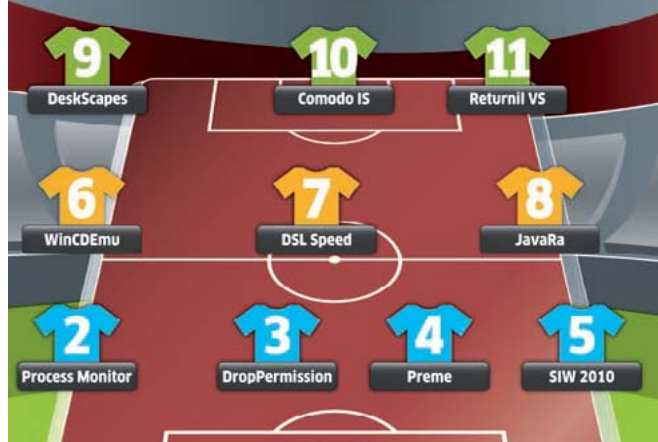 9
DeskScapes
10
Comodo IS
11
Returnil VS
6
WinCDEmu
7
DSL Speed
8
JavaRa
2
Process Monitor
3
DropPermission
4
Preme
5
SIW 2010